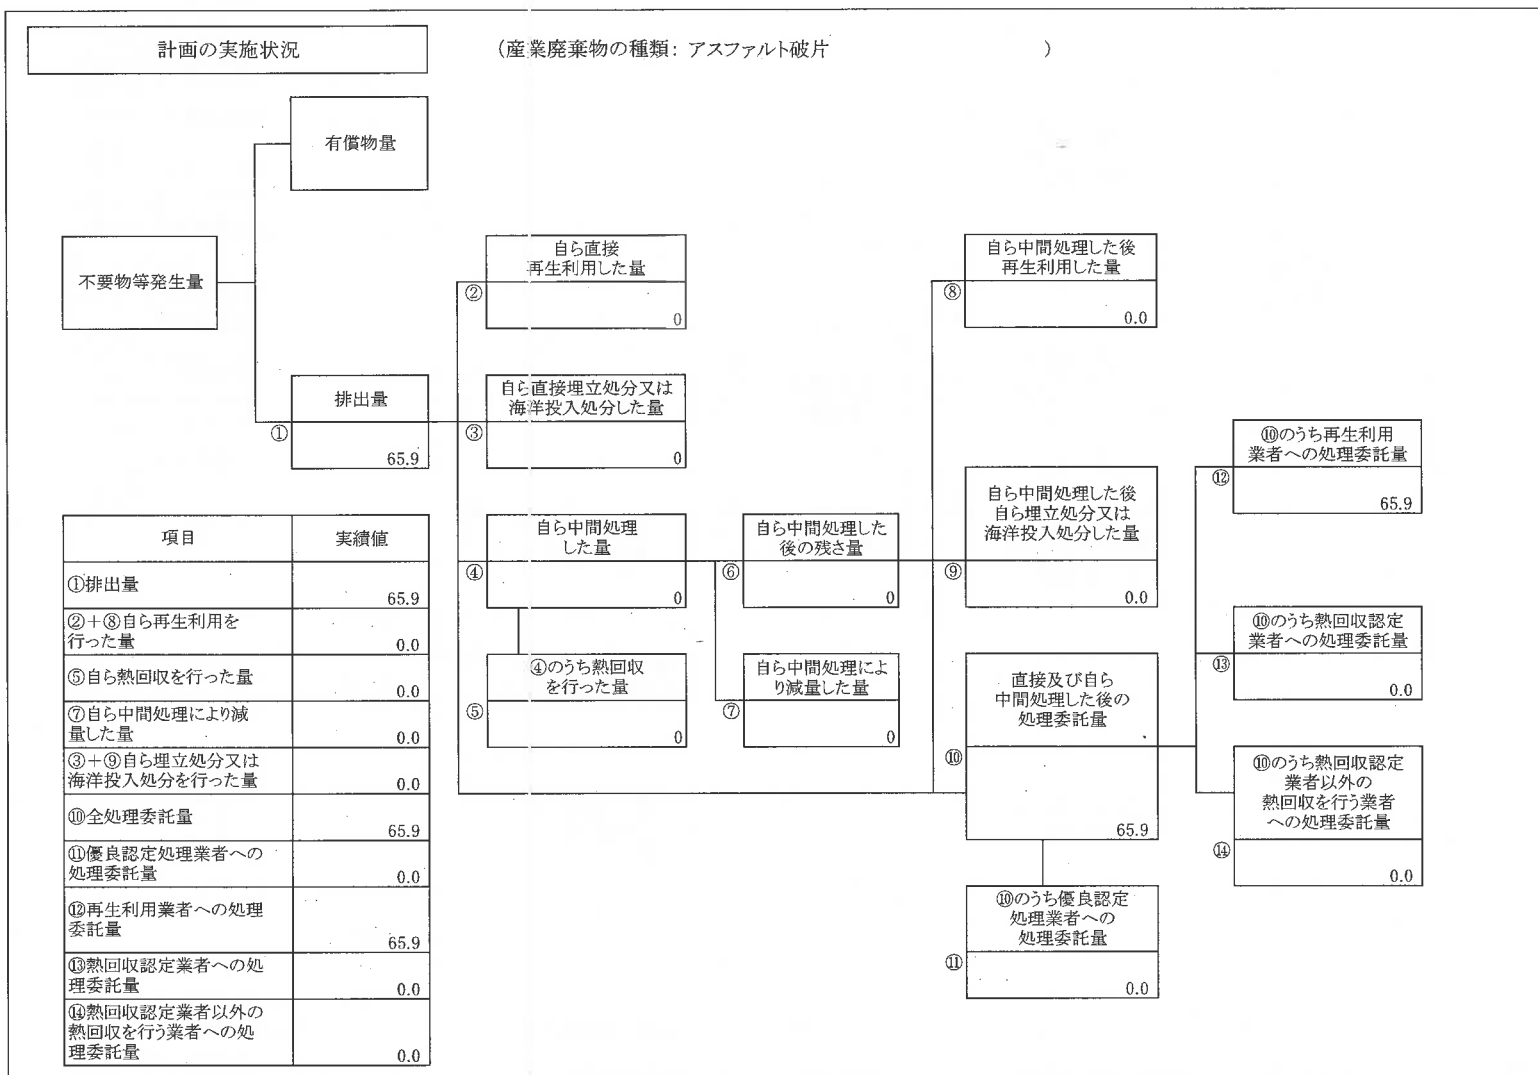 計画の実施状況
(産業廃棄物の種類: アスファルト破片 )
有償物量
不要物等発生量
排出量
①
65.9
自ら直接
再生利用した量
②
0
自ら直接埋立処分又は
海洋投入処分した量
③
0
自ら中間処理
した量
④
0
④のうち熱回収
を行った量
⑤
0
自ら中間処理した
後の残さ量
⑥
0
自ら中間処理によ
り減量した量
⑦
0
自ら中間処理した後
再生利用した量
⑧
0.0
自ら中間処理した後
自ら埋立処分又は
海洋投入処分した量
⑨
0.0
直接及び自ら
中間処理した後の
処理委託量
⑩
65.9
⑩のうち優良認定
処理業者への
処理委託量
⑪
0.0
⑩のうち再生利用
業者への処理委託量
⑫
65.9
⑩のうち熱回収認定
業者への処理委託量
⑬
0.0
⑩のうち熱回収認定
業者以外の
熱回収を行う業者
への処理委託量
⑭
0.0
項目 実績値
①排出量
65.9
②+⑧自ら再生利用を
行った量
0.0
⑤自ら熱回収を行った量
0.0
⑦自ら中間処理により減
量した量
0.0
③+⑨自ら埋立処分又は
海洋投入処分を行った量
0.0
⑩全処理委託量
65.9
⑪優良認定処理業者への
処理委託量
0.0
⑫再生利用業者への処理
委託量
65.9
⑬熱回収認定業者への処
理委託量
0.0
⑭熱回収認定業者以外の
熱回収を行う業者への処
理委託量
0.0